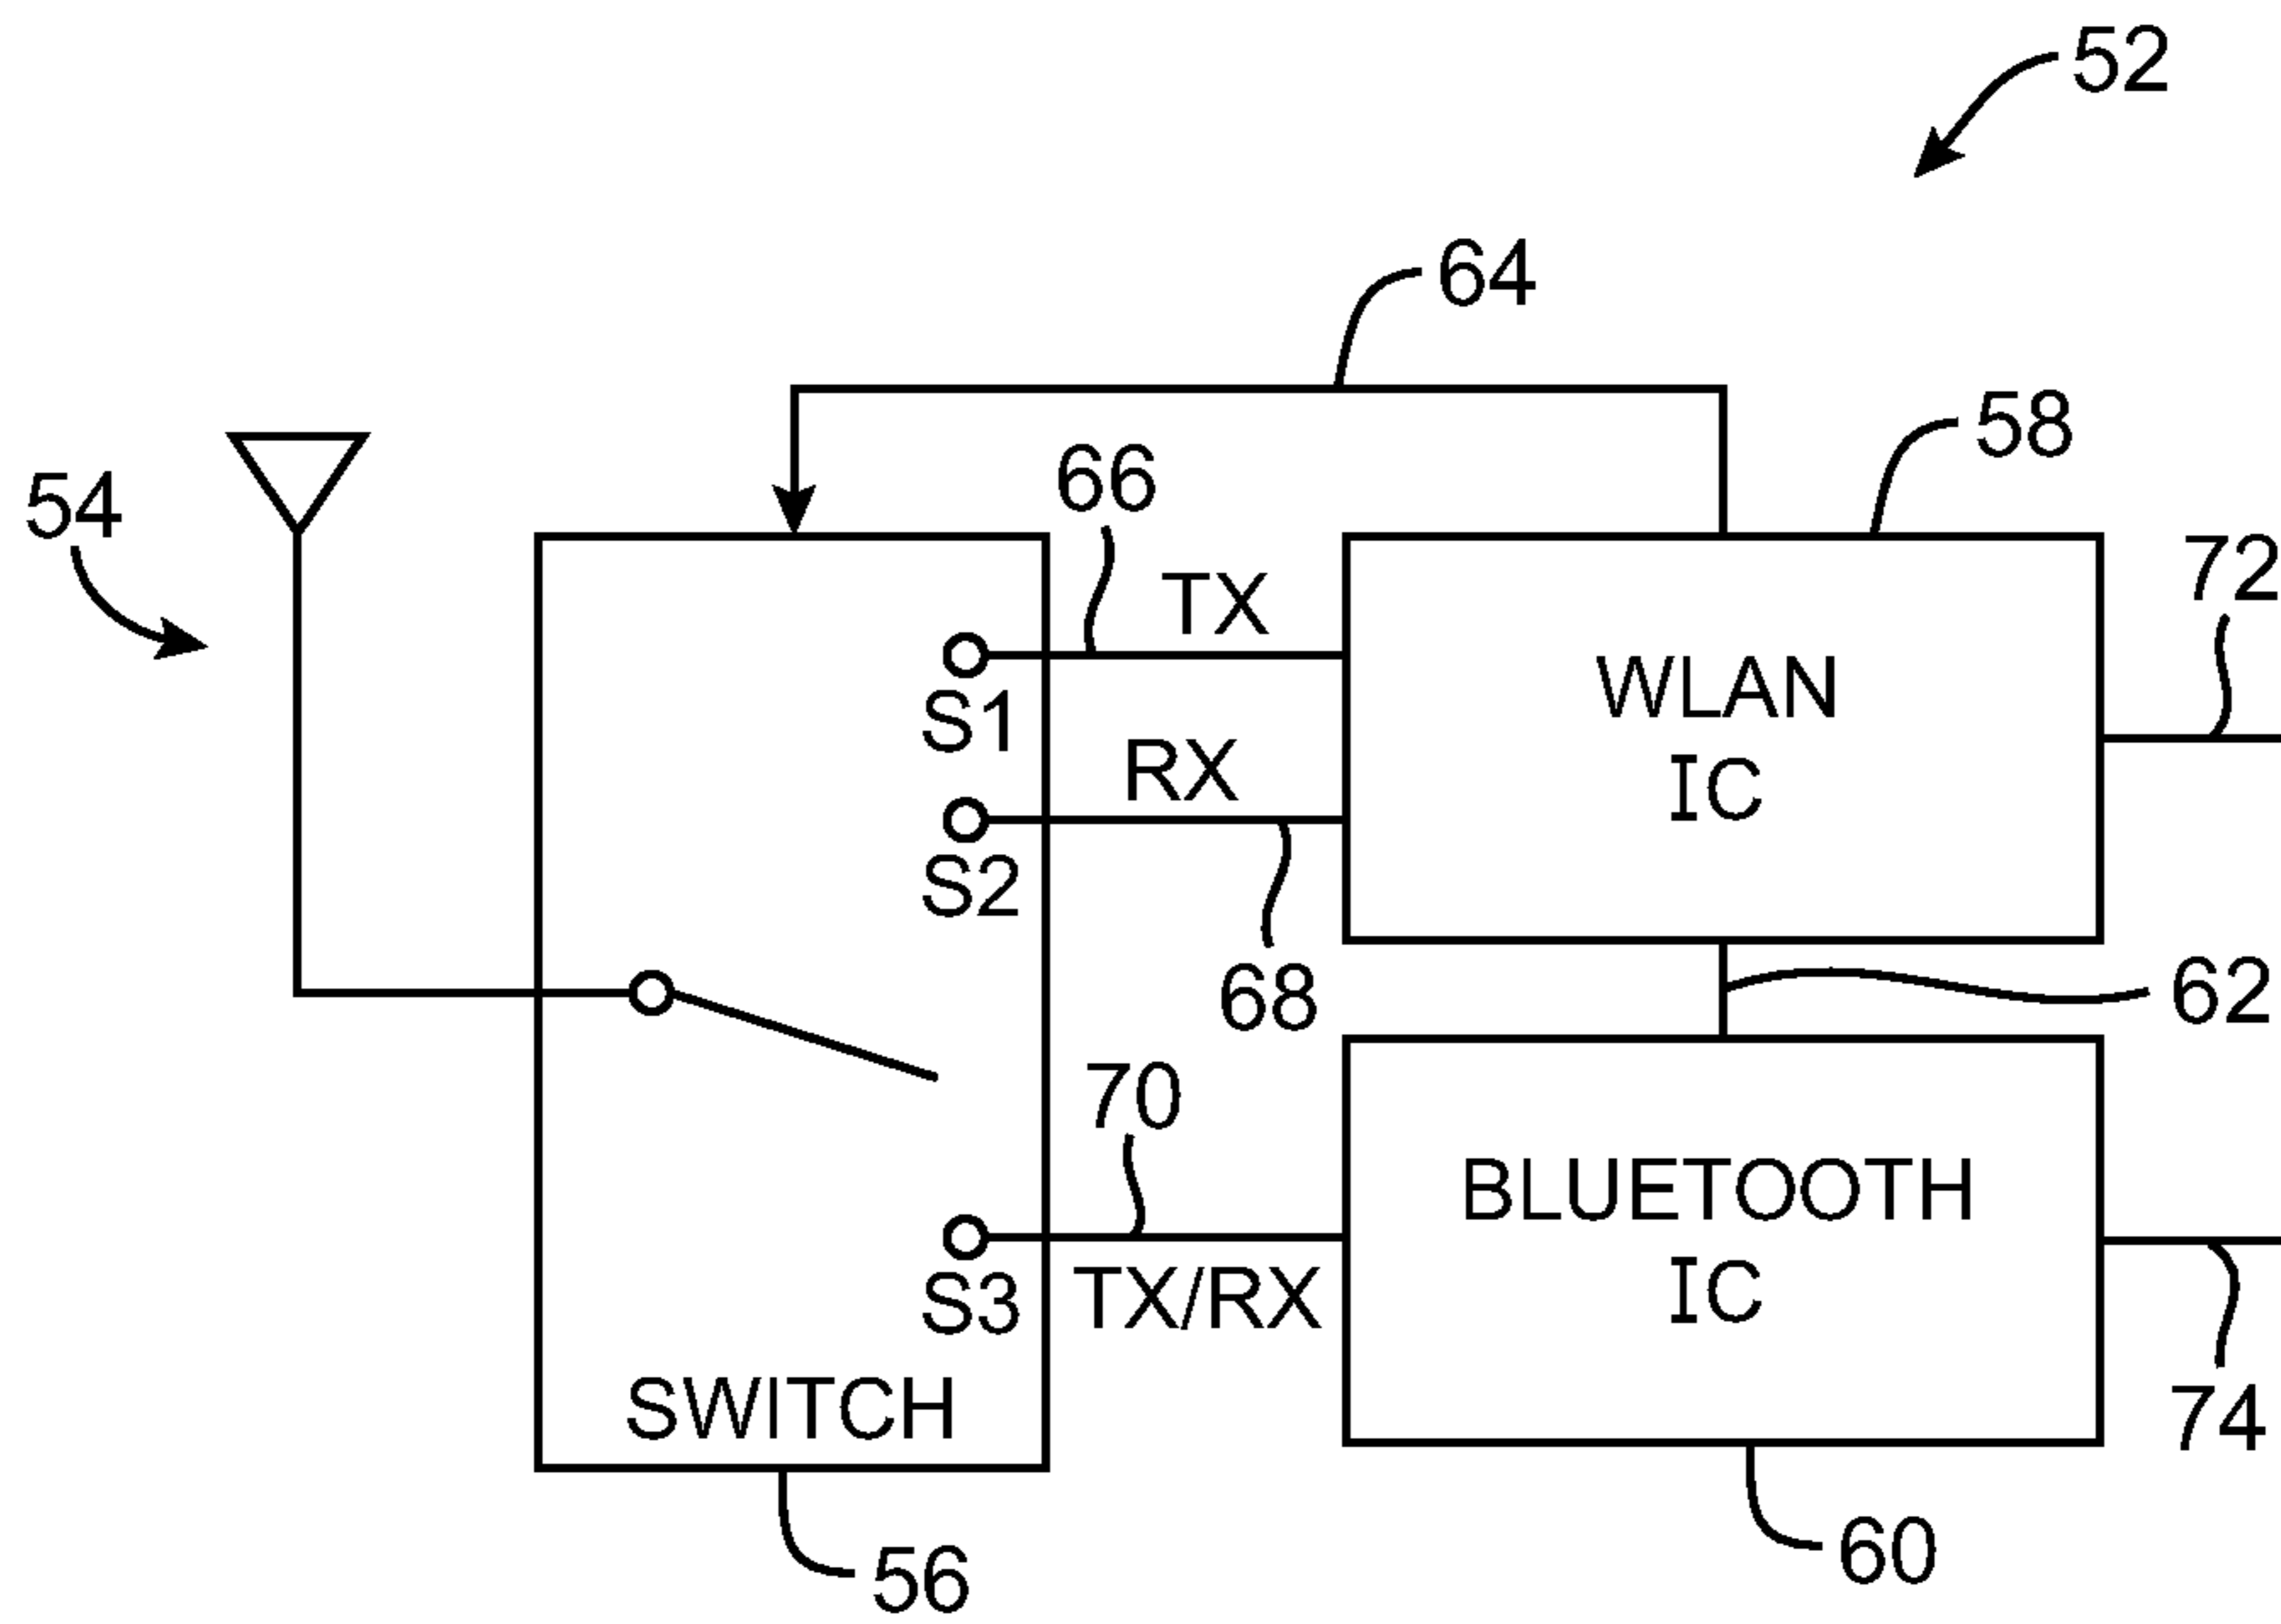 52
64
58
66
54
72
TX
WLAN
IC
S1
RX
S2
68
62
70
BLUETOOTH
IC
S3
TX/RX
SWITCH
74
60
56